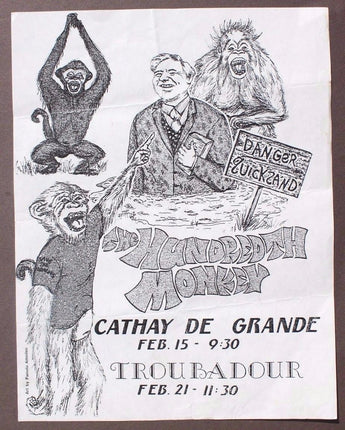 DANGER
QUICKSAND
THE HUNDREDTH
MONKEY
CATHAY DE GRANDE
FEB. 15 - 9:30
TROUBADOUR
FEB. 21 - 11:30